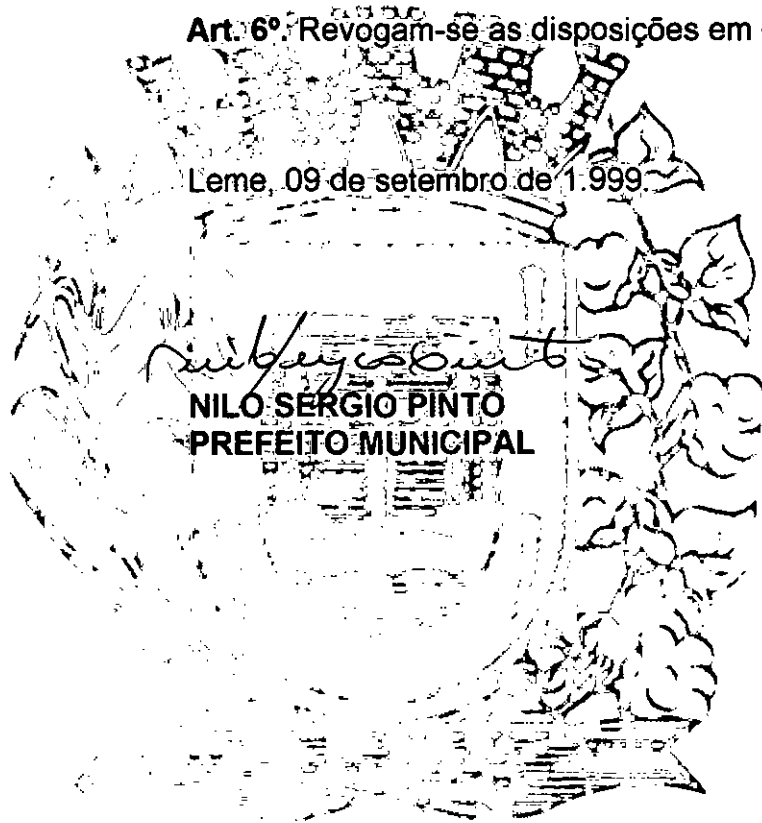 Art. 6º. Revogam-se as disposições em
Leme, 09 de setembro de 1.999.
NILO SERGIO PINTO
PREFEITO MUNICIPAL